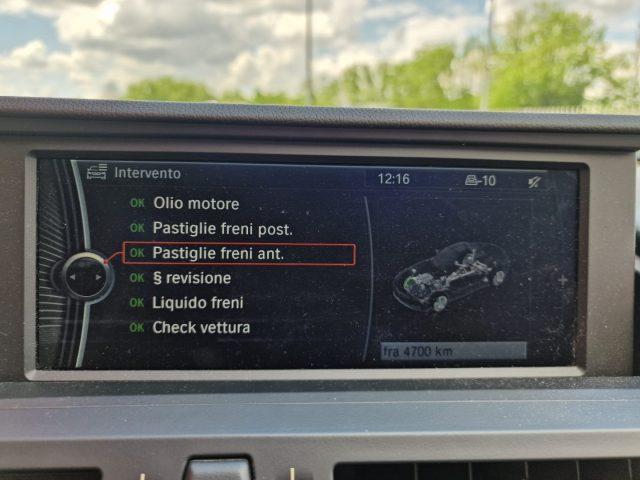 Intervento
12:16
-10
OK Olio motore
OK Pastiglie freni post.
OK Pastiglie freni ant.
OK § revisione
OK Liquido freni
OK Check vettura
fra 4700 km